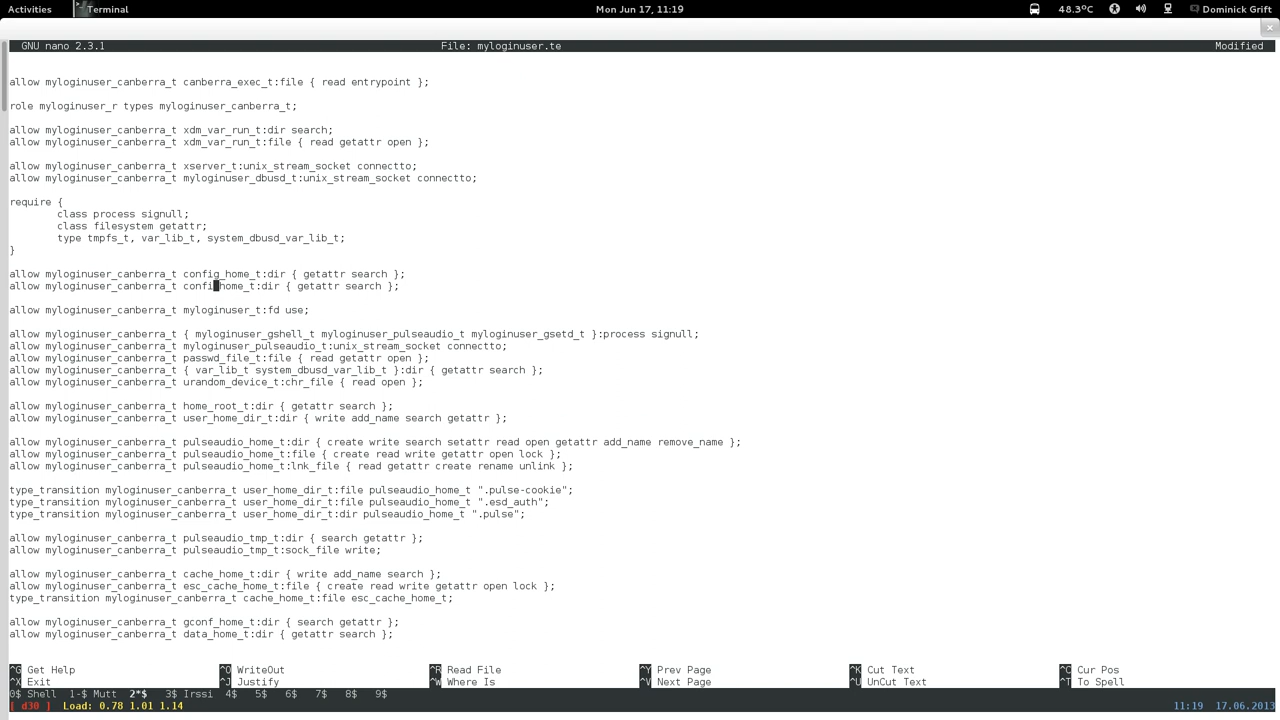 Activities Terminal Mon Jun 17, 11:19 48.3°C Dominick Grift
GNU nano 2.3.1 File: myloginuser.te Modified
allow myloginuser_canberra_t canberra_exec_t:file { read entrypoint };
role myloginuser_r types myloginuser_canberra_t;
allow myloginuser_canberra_t xdm_var_run_t:dir search;
allow myloginuser_canberra_t xdm_var_run_t:file { read getattr open };
allow myloginuser_canberra_t xserver_t:unix_stream_socket connectto;
allow myloginuser_canberra_t myloginuser_dbusd_t:unix_stream_socket connectto;
require {
class process signull;
class filesystem getattr;
type tmpfs_t, var_lib_t, system_dbusd_var_lib_t;
}
allow myloginuser_canberra_t config_home_t:dir { getattr search };
allow myloginuser_canberra_t confi_home_t:dir { getattr search };
allow myloginuser_canberra_t myloginuser_t:fd use;
allow myloginuser_canberra_t { myloginuser_gshell_t myloginuser_pulseaudio_t myloginuser_gsetd_t }:process signull;
allow myloginuser_canberra_t myloginuser_pulseaudio_t:unix_stream_socket connectto;
allow myloginuser_canberra_t passwd_file_t:file { read getattr open };
allow myloginuser_canberra_t { var_lib_t system_dbusd_var_lib_t }:dir { getattr search };
allow myloginuser_canberra_t urandom_device_t:chr_file { read open };
allow myloginuser_canberra_t home_root_t:dir { getattr search };
allow myloginuser_canberra_t user_home_dir_t:dir { write add_name search getattr };
allow myloginuser_canberra_t pulseaudio_home_t:dir { create write search setattr read open getattr add_name remove_name };
allow myloginuser_canberra_t pulseaudio_home_t:file { create read write getattr open lock };
allow myloginuser_canberra_t pulseaudio_home_t:lnk_file { read getattr create rename unlink };
type_transition myloginuser_canberra_t user_home_dir_t:file pulseaudio_home_t ".pulse-cookie";
type_transition myloginuser_canberra_t user_home_dir_t:file pulseaudio_home_t ".esd_auth";
type_transition myloginuser_canberra_t user_home_dir_t:dir pulseaudio_home_t ".pulse";
allow myloginuser_canberra_t pulseaudio_tmp_t:dir { search getattr };
allow myloginuser_canberra_t pulseaudio_tmp_t:sock_file write;
allow myloginuser_canberra_t cache_home_t:dir { write add_name search };
allow myloginuser_canberra_t esc_cache_home_t:file { create read write getattr open lock };
type_transition myloginuser_canberra_t cache_home_t:file esc_cache_home_t;
allow myloginuser_canberra_t gconf_home_t:dir { search getattr };
allow myloginuser_canberra_t data_home_t:dir { getattr search };
^G Get Help ^O WriteOut ^R Read File ^Y Prev Page ^K Cut Text ^C Cur Pos
^X Exit ^J Justify ^W Where Is ^V Next Page ^U UnCut Text ^T To Spell
0$ Shell 1-$ Mutt 2*$ 3$ Irssi 4$ 5$ 6$ 7$ 8$ 9$
[ d30 ] Load: 0.78 1.01 1.14 11:19 17.06.2013